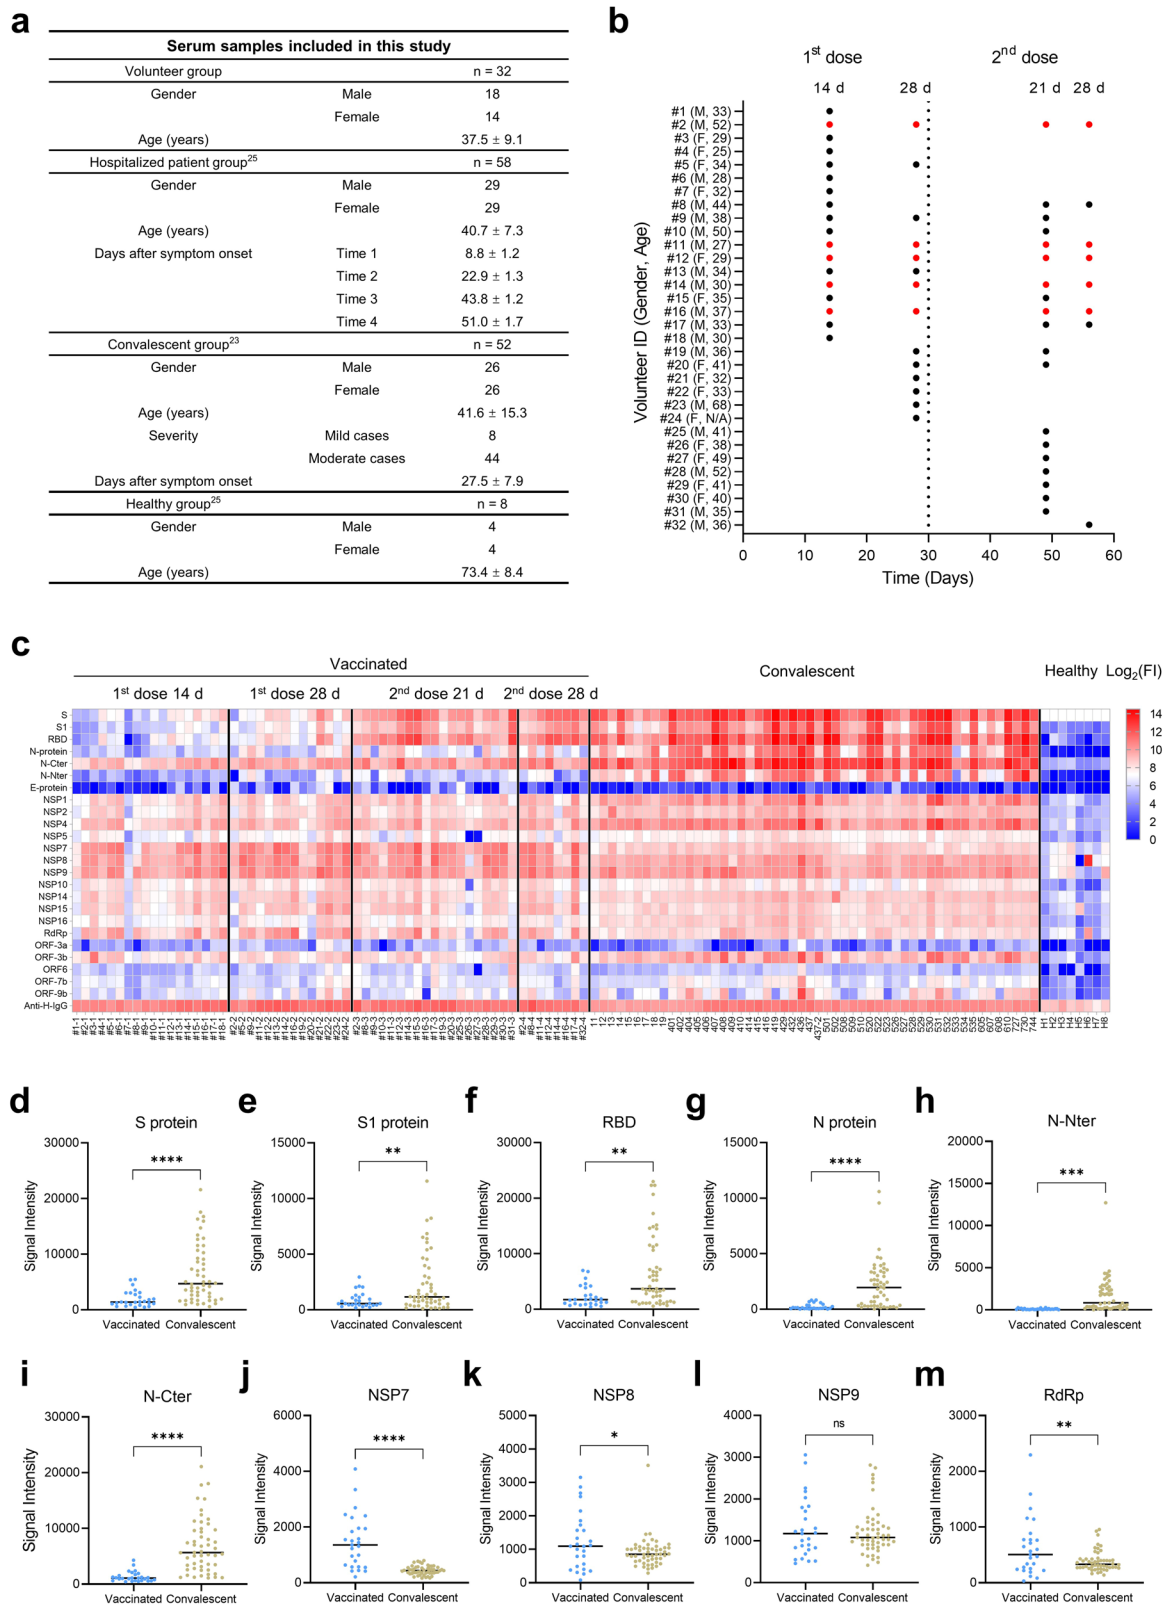 a
Serum samples included in this study
Volunteer group n = 32
Gender Male 18
Female 14
Age (years) 37.5 ± 9.1
Hospitalized patient group25 n = 58
Gender Male 29
Female 29
Age (years) 40.7 ± 7.3
Days after symptom onset Time 1 8.8 ± 1.2
Time 2 22.9 ± 1.3
Time 3 43.8 ± 1.2
Time 4 51.0 ± 1.7
Convalescent group23 n = 52
Gender Male 26
Female 26
Age (years) 41.6 ± 15.3
Severity Mild cases 8
Moderate cases 44
Days after symptom onset 27.5 ± 7.9
Healthy group25 n = 8
Gender Male 4
Female 4
Age (years) 73.4 ± 8.4
b
1st dose 2nd dose
14 d 28 d 21 d 28 d
Volunteer ID (Gender, Age)
#1 (M, 33)
#2 (M, 52)
#3 (F, 29)
#4 (F, 25)
#5 (F, 34)
#6 (M, 28)
#7 (F, 32)
#8 (M, 44)
#9 (M, 38)
#10 (M, 50)
#11 (M, 27)
#12 (F, 29)
#13 (M, 34)
#14 (M, 30)
#15 (F, 35)
#16 (M, 37)
#17 (M, 33)
#18 (M, 30)
#19 (M, 36)
#20 (F, 41)
#21 (F, 32)
#22 (F, 33)
#23 (M, 68)
#24 (F, N/A)
#25 (M, 41)
#26 (F, 38)
#27 (F, 49)
#28 (M, 52)
#29 (F, 41)
#30 (F, 40)
#31 (M, 35)
#32 (M, 36)
0 10 20 30 40 50 60
Time (Days)
c
Vaccinated Convalescent Healthy Log2(FI)
1st dose 14 d 1st dose 28 d 2nd dose 21 d 2nd dose 28 d
S
S1
RBD
N-protein
N-Cter
N-Nter
E-protein
NSP1
NSP2
NSP4
NSP5
NSP7
NSP8
NSP9
NSP10
NSP14
NSP15
NSP16
RdRp
ORF-3a
ORF-3b
ORF6
ORF-7b
ORF-9b
Anti-H-IgG
14
12
10
8
6
4
2
0
H1 H2 H3 H4 H5 H6 H7 H8
d
S protein
Signal Intensity
30000
20000
10000
0
****
Vaccinated Convalescent
e
S1 protein
Signal Intensity
15000
10000
5000
0
**
Vaccinated Convalescent
f
RBD
Signal Intensity
30000
20000
10000
0
**
Vaccinated Convalescent
g
N protein
Signal Intensity
15000
10000
5000
0
****
Vaccinated Convalescent
h
N-Nter
Signal Intensity
20000
15000
10000
5000
0
***
Vaccinated Convalescent
i
N-Cter
Signal Intensity
30000
20000
10000
0
****
Vaccinated Convalescent
j
NSP7
Signal Intensity
6000
4000
2000
0
****
Vaccinated Convalescent
k
NSP8
Signal Intensity
5000
4000
3000
2000
1000
0
*
Vaccinated Convalescent
l
NSP9
Signal Intensity
4000
3000
2000
1000
0
ns
Vaccinated Convalescent
m
RdRp
Signal Intensity
3000
2000
1000
0
**
Vaccinated Convalescent